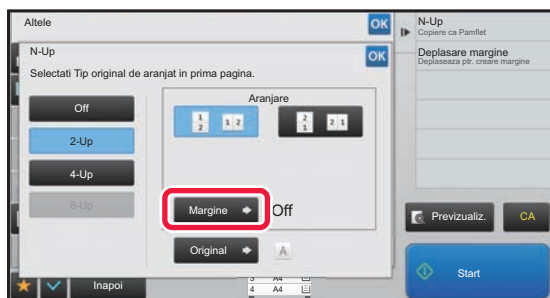 Altele
OK
N-Up
OK
Selectati Tip original de aranjat in prima pagina.
Off
2-Up
4-Up
8-Up
Aranjare
1 2 1 2
2 1 2 1
Margine Off
Original A
Inapoi
3 A4
4 A4
N-Up
Copiere ca Pamflet
Deplasare margine
Deplaseaza ptr. creare margine
Previzualiz. CA
Start